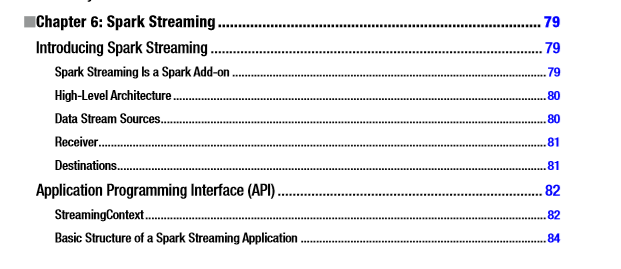 ■Chapter 6: Spark Streaming ........ 79
Introducing Spark Streaming ........ 79
Spark Streaming Is a Spark Add-on ........ 79
High-Level Architecture ........ 80
Data Stream Sources ........ 80
Receiver ........ 81
Destinations ........ 81
Application Programming Interface (API) ........ 82
StreamingContext ........ 82
Basic Structure of a Spark Streaming Application ........ 84